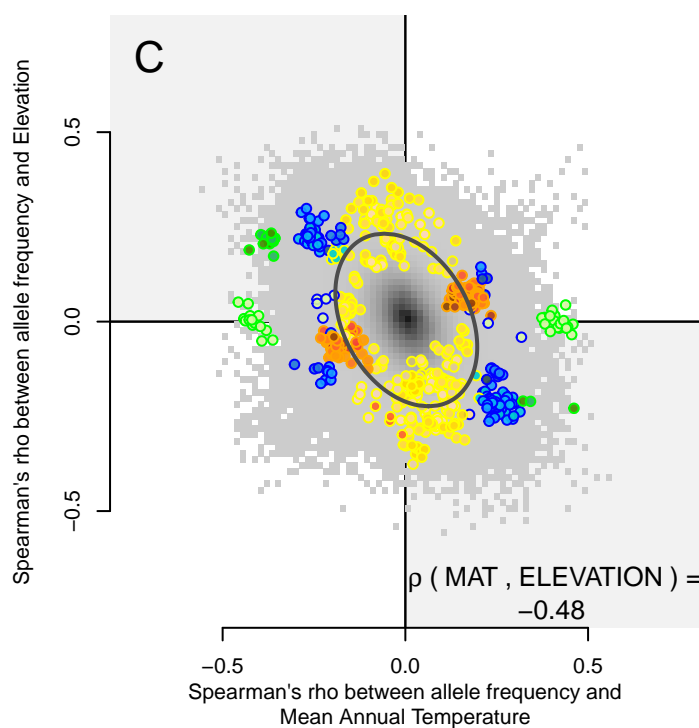 C
Spearman's rho between allele frequency and Elevation
0.5
0.0
−0.5
ρ ( MAT , ELEVATION ) =
−0.48
−0.5 0.0 0.5
Spearman's rho between allele frequency and
Mean Annual Temperature